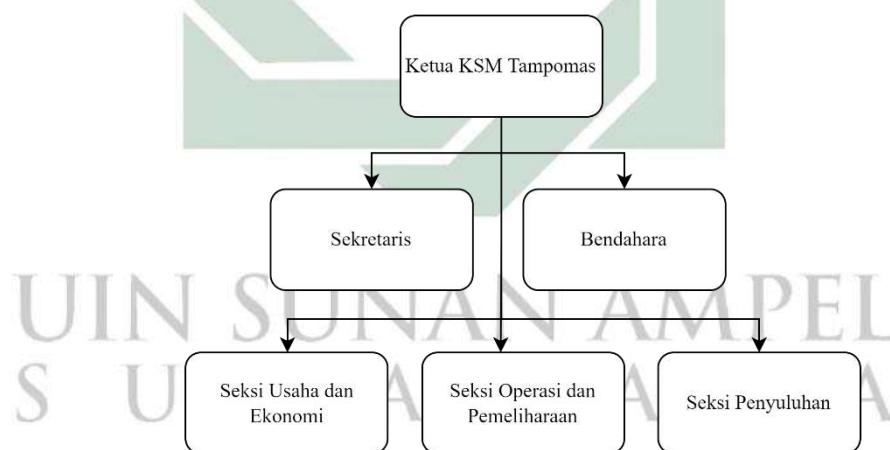 Ketua KSM Tampomas
Sekretaris
Bendahara
UIN SUNAN AMPEL
Seksi Usaha dan
Ekonomi
Seksi Operasi dan
Pemeliharaan
Seksi Penyuluhan